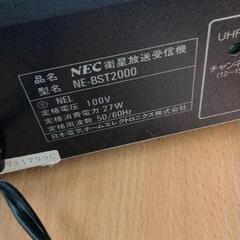 品名 NEC衛星放送受信機
型名 NE-BST2000
NEL
定格電圧 100V
定格消費電力 27W
定格周波数 50/60Hz
日本電気ホームエレクトロニクス株式会社
731799C
UHF
チャンネ
(13~15